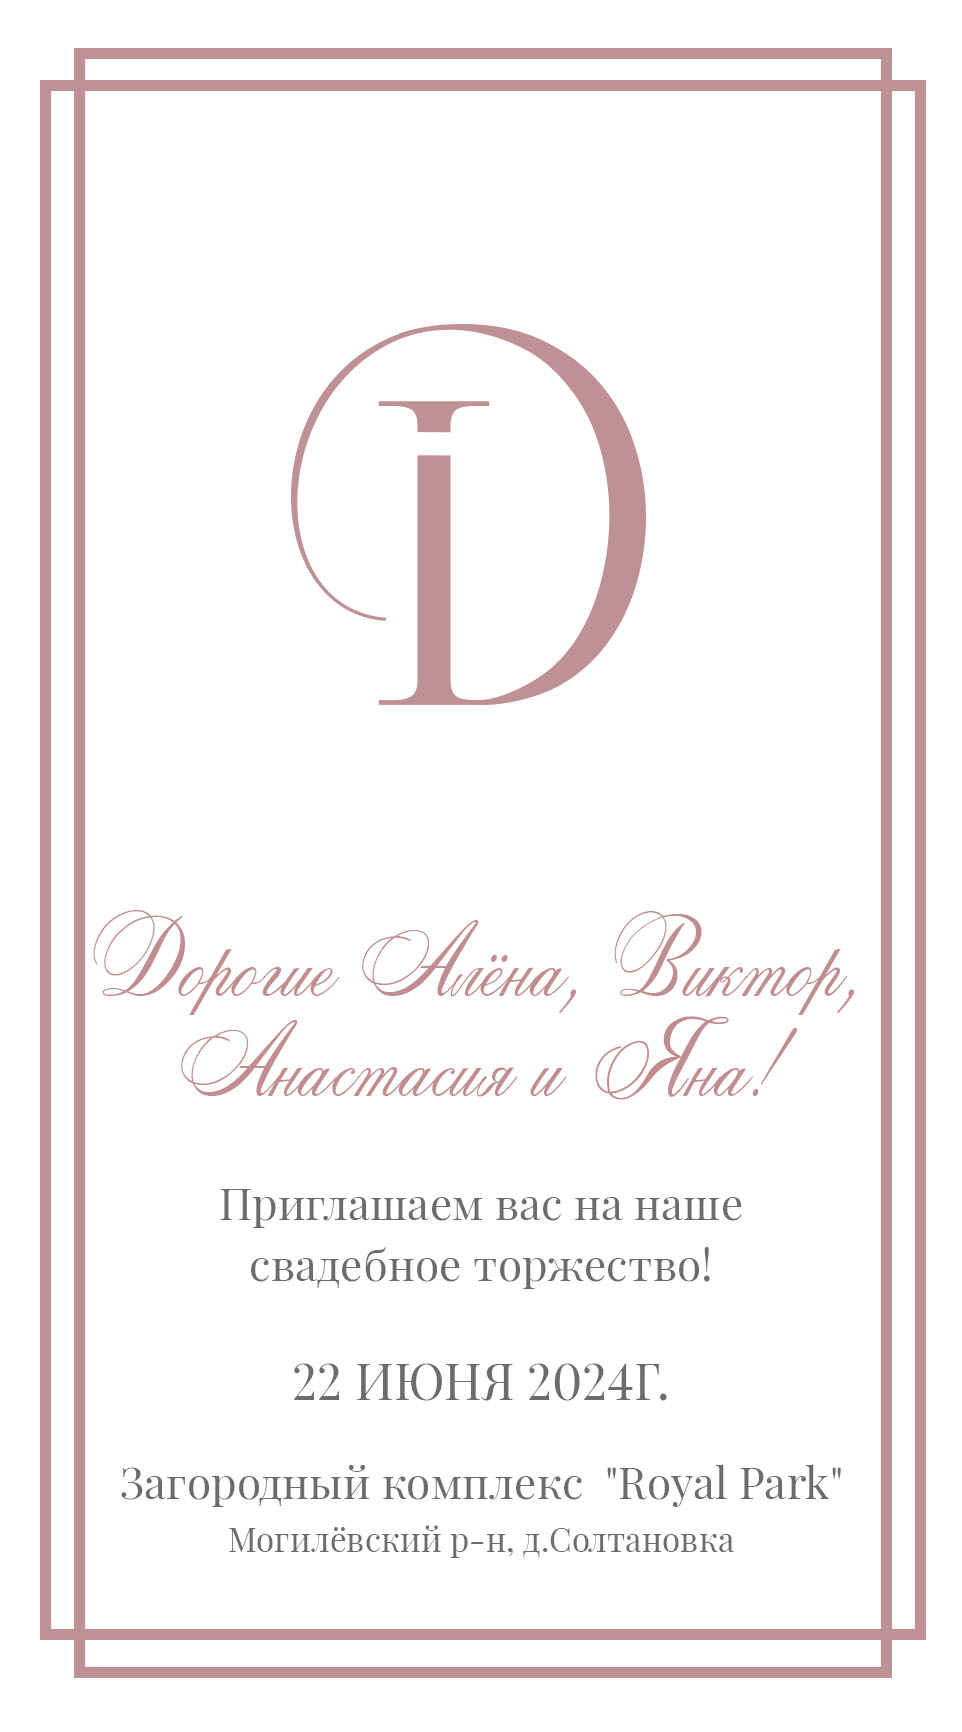 D
Дорогие Алёна, Виктор,
Анастасия и Яна!
Приглашаем вас на наше
свадебное торжество!
22 ИЮНЯ 2024Г.
Загородный комплекс "Royal Park"
Могилёвский р-н, д.Солтановка